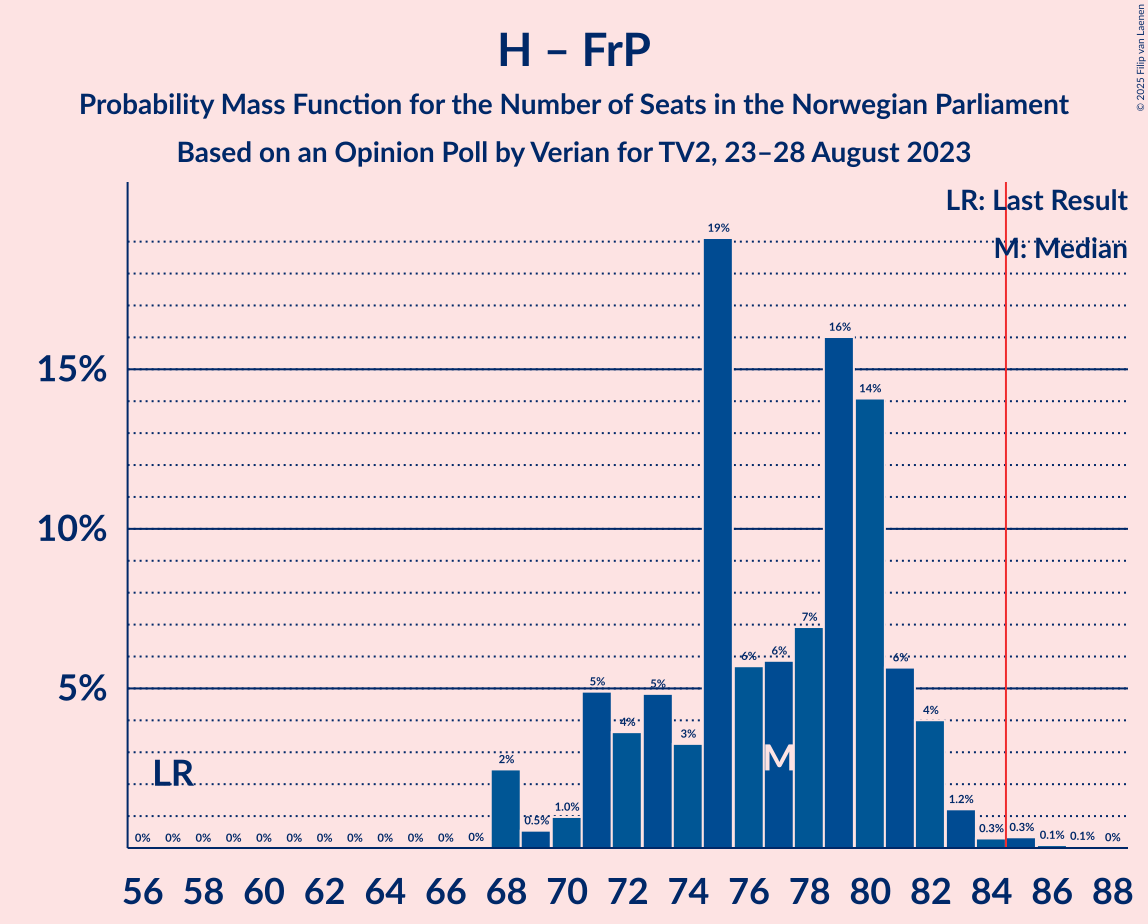 H – FrP
Probability Mass Function for the Number of Seats in the Norwegian Parliament
Based on an Opinion Poll by Verian for TV2, 23–28 August 2023
© 2025 Filip van Laenen
LR: Last Result
M: Median
15%
10%
5%
LR
M
0% 0% 0% 0% 0% 0% 0% 0% 0% 0% 0% 0% 2% 0.5% 1.0% 5% 4% 5% 3% 19% 6% 6% 7% 16% 14% 6% 4% 1.2% 0.3% 0.3% 0.1% 0.1% 0%
56 58 60 62 64 66 68 70 72 74 76 78 80 82 84 86 88